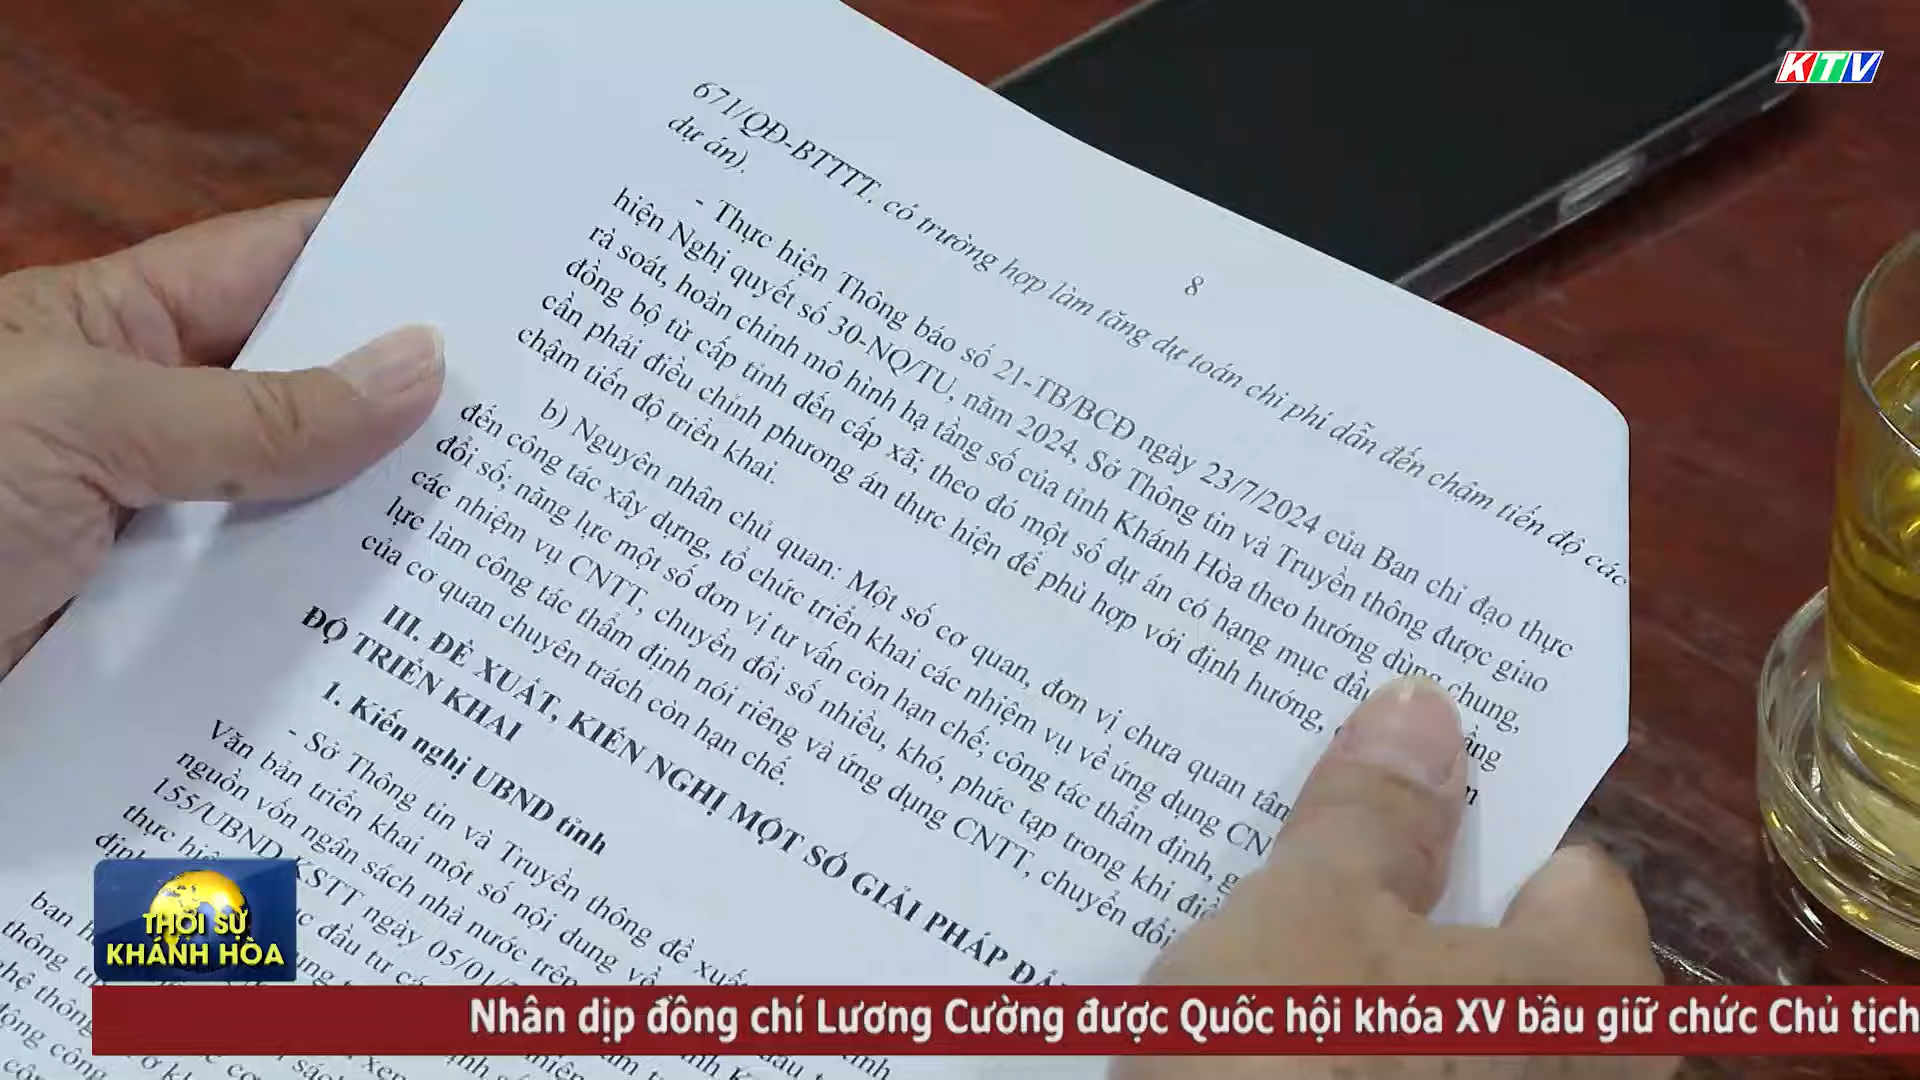 KTV
8
671/QĐ-BTTTT, có trường hợp làm tăng dự toán chi phí dẫn đến chậm tiến độ các
dự án).
- Thực hiện Thông báo số 21-TB/BCĐ ngày 23/7/2024 của Ban chỉ đạo thực
hiện Nghị quyết số 30-NQ/TU, năm 2024, Sở Thông tin và Truyền thông được giao
rà soát, hoàn chỉnh mô hình hạ tầng số của tỉnh Khánh Hòa theo hướng dùng chung,
đồng bộ từ cấp tỉnh đến cấp xã; theo đó một số dự án có hạng mục đầu
cần phải điều chỉnh phương án thực hiện để phù hợp với định hướng,
chậm tiến độ triển khai.
b) Nguyên nhân chủ quan: Một số cơ quan, đơn vị chưa quan tâm
đến công tác xây dựng, tổ chức triển khai các nhiệm vụ về ứng dụng CN
đổi số; năng lực một số đơn vị tư vấn còn hạn chế; công tác thẩm định, g
các nhiệm vụ CNTT, chuyển đổi số nhiều, khó, phức tạp trong khi
lực làm công tác thẩm định nói riêng và ứng dụng CNTT, chuyển đổi
của cơ quan chuyên trách còn hạn chế.
III. ĐỀ XUẤT, KIẾN NGHỊ MỘT SỐ GIẢI PHÁP
ĐỘ TRIỂN KHAI
1. Kiến nghị UBND tỉnh
- Sở Thông tin và Truyền thông đề xuất
Văn bản triển khai một số nội dung về
nguồn vốn ngân sách nhà nước trên
155/UBND-KSTT ngày 05/01/
thực đầu tư
THỜI SỰ
KHÁNH HÒA
Nhân dịp đồng chí Lương Cường được Quốc hội khóa XV bầu giữ chức Chủ tịch